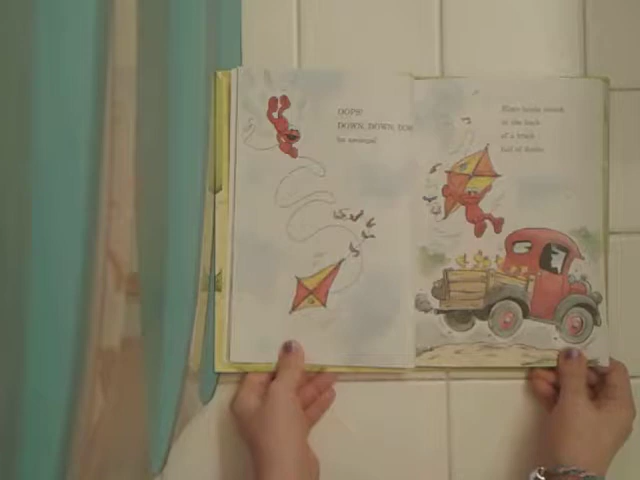 OOPS!
DOWN, DOWN, DOWN
he swoops!
Elmo lands smack
in the back
of a truck
full of ducks.